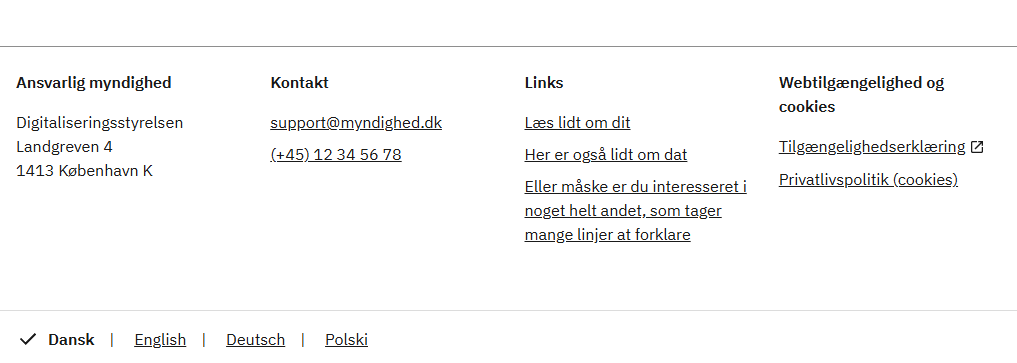 Ansvarlig myndighed
Digitaliseringsstyrelsen
Landgreven 4
1413 København K
Kontakt
support@myndighed.dk
(+45) 12 34 56 78
Links
Læs lidt om dit
Her er også lidt om dat
Eller måske er du interesseret i
noget helt andet, som tager
mange linjer at forklare
Webtilgængelighed og
cookies
Tilgængelighedserklæring
Privatlivspolitik (cookies)
Dansk | English | Deutsch | Polski